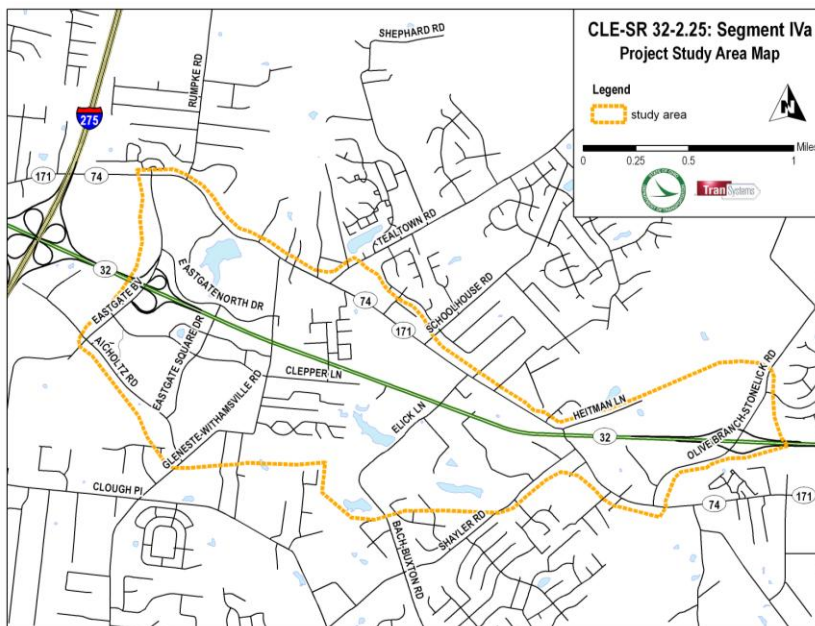 CLE-SR 32-2.25: Segment IVa
Project Study Area Map
Legend
study area
N
0 0.25 0.5 1
Miles
TranSystems
SHEPHARD RD
RUMPKE RD
275
171
74
TEALTOWN RD
32
EASTGATE NORTH DR
EASTGATE BV
74
SCHOOLHOUSE RD
171
AICHOLTZ RD
EASTGATE SQUARE DR
CLEPPER LN
GLENESTE-WITHAMSVILLE RD
ELICK LN
HEITMAN LN
OLIVE BRANCH-STONELICK RD
32
CLOUGH PI
74
171
SHAYLER RD
BACH-BUXTON RD